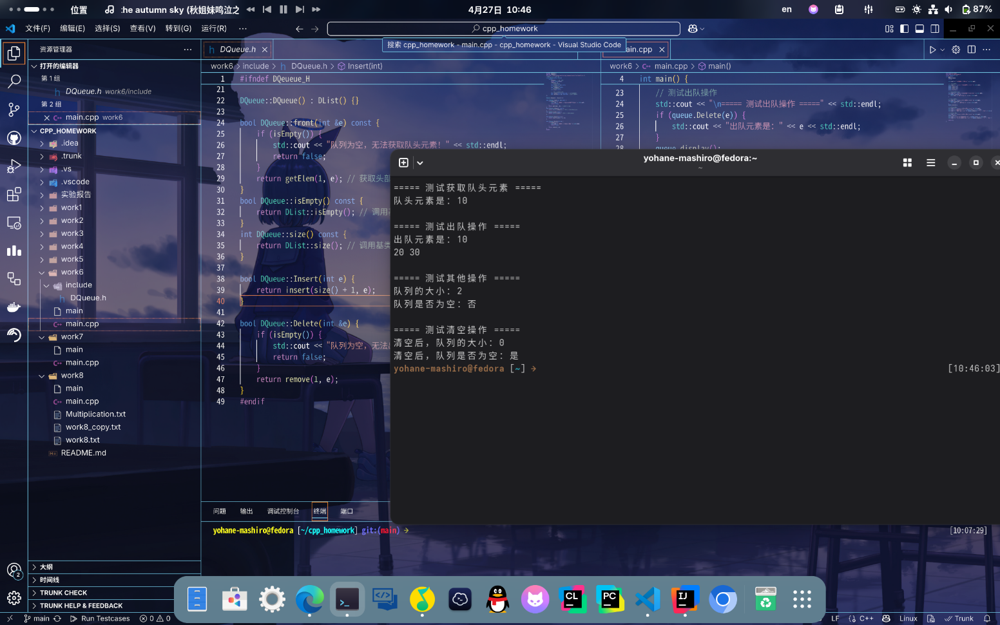 位置
:he autumn sky (秋姐妹鸣泣之
4月27日 10:46
en
87%
文件(F) 编辑(E) 选择(S) 查看(V) 转到(G) 运行(R) ···
cpp_homework
搜索 cpp_homework - main.cpp - cpp_homework - Visual Studio Code
资源管理器
打开的编辑器
第 1 组
h DQueue.h work6/include
第 2 组
main.cpp work6
CPP_HOMEWORK
.idea
.trunk
.vs
.vscode
实验报告
work1
work2
work3
work4
work5
work6
include
h DQueue.h
main
main.cpp
work7
main
main.cpp
work8
main
main.cpp
Multiplication.txt
work8_copy.txt
work8.txt
README.md
大纲
时间线
TRUNK CHECK
TRUNK HELP & FEEDBACK
h DQueue.h
work6 > include > h DQueue.h > Insert(int)
1 #ifndef DQeueue_H
21
22 DQueue::DQueue() : DList() {}
23
24 bool DQueue::front(int &e) const {
25 if (isEmpty()) {
26 std::cout << "队列为空, 无法获取队头元素! " << std::endl;
27 return false;
28 }
29 return getElem(1, e); // 获取头部
30 }
31 bool DQueue::isEmpty() const {
32 return DList::isEmpty(); // 调用
33 }
34 int DQueue::size() const {
35 return DList::size(); // 调用基类
36 }
37
38 bool DQueue::Insert(int e) {
39 return insert(size() + 1, e);
40 }
41
42 bool DQueue::Delete(int &e) {
43 if (isEmpty()) {
44 std::cout << "队列为空, 无法
45 return false;
46 }
47 return remove(1, e);
48 }
49 #endif
ain.cpp
work6 > main.cpp > main()
4 int main() {
23 // 测试出队操作
24 std::cout << "\n===== 测试出队操作 =====" << std::endl;
25 if (queue.Delete(e)) {
26 std::cout << "出队元素是: " << e << std::endl;
27 }
28 queue.display();
yohane-mashiro@fedora:~
~
===== 测试获取队头元素 =====
队头元素是: 10
===== 测试出队操作 =====
出队元素是: 10
20 30
===== 测试其他操作 =====
队列的大小: 2
队列是否为空: 否
===== 测试清空操作 =====
清空后, 队列的大小: 0
清空后, 队列是否为空: 是
yohane-mashiro@fedora [~] → [10:46:03]
问题 输出 调试控制台 终端 端口
yohane-mashiro@fedora [~/cpp_homework] git:(main) → [10:07:29]
2
CL
PC
IJ
main Run Testcases 0 0
LF C++ Linux Trunk